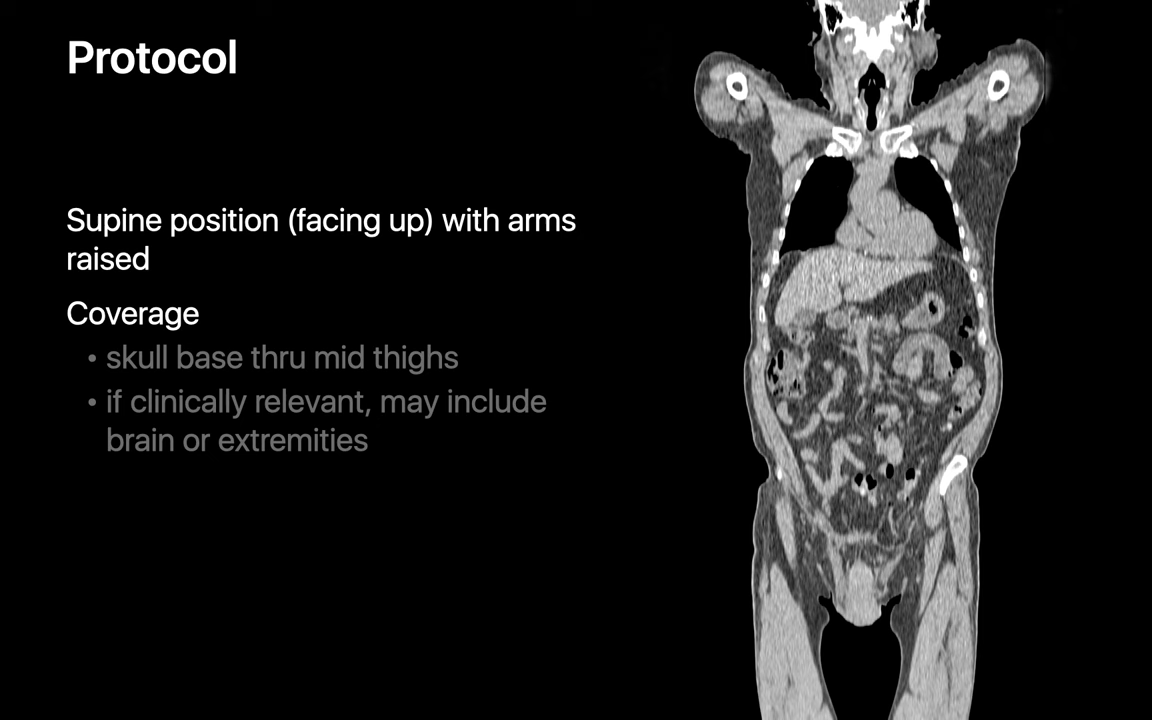 Protocol
Supine position (facing up) with arms
raised
Coverage
• skull base thru mid thighs
• if clinically relevant, may include
brain or extremities